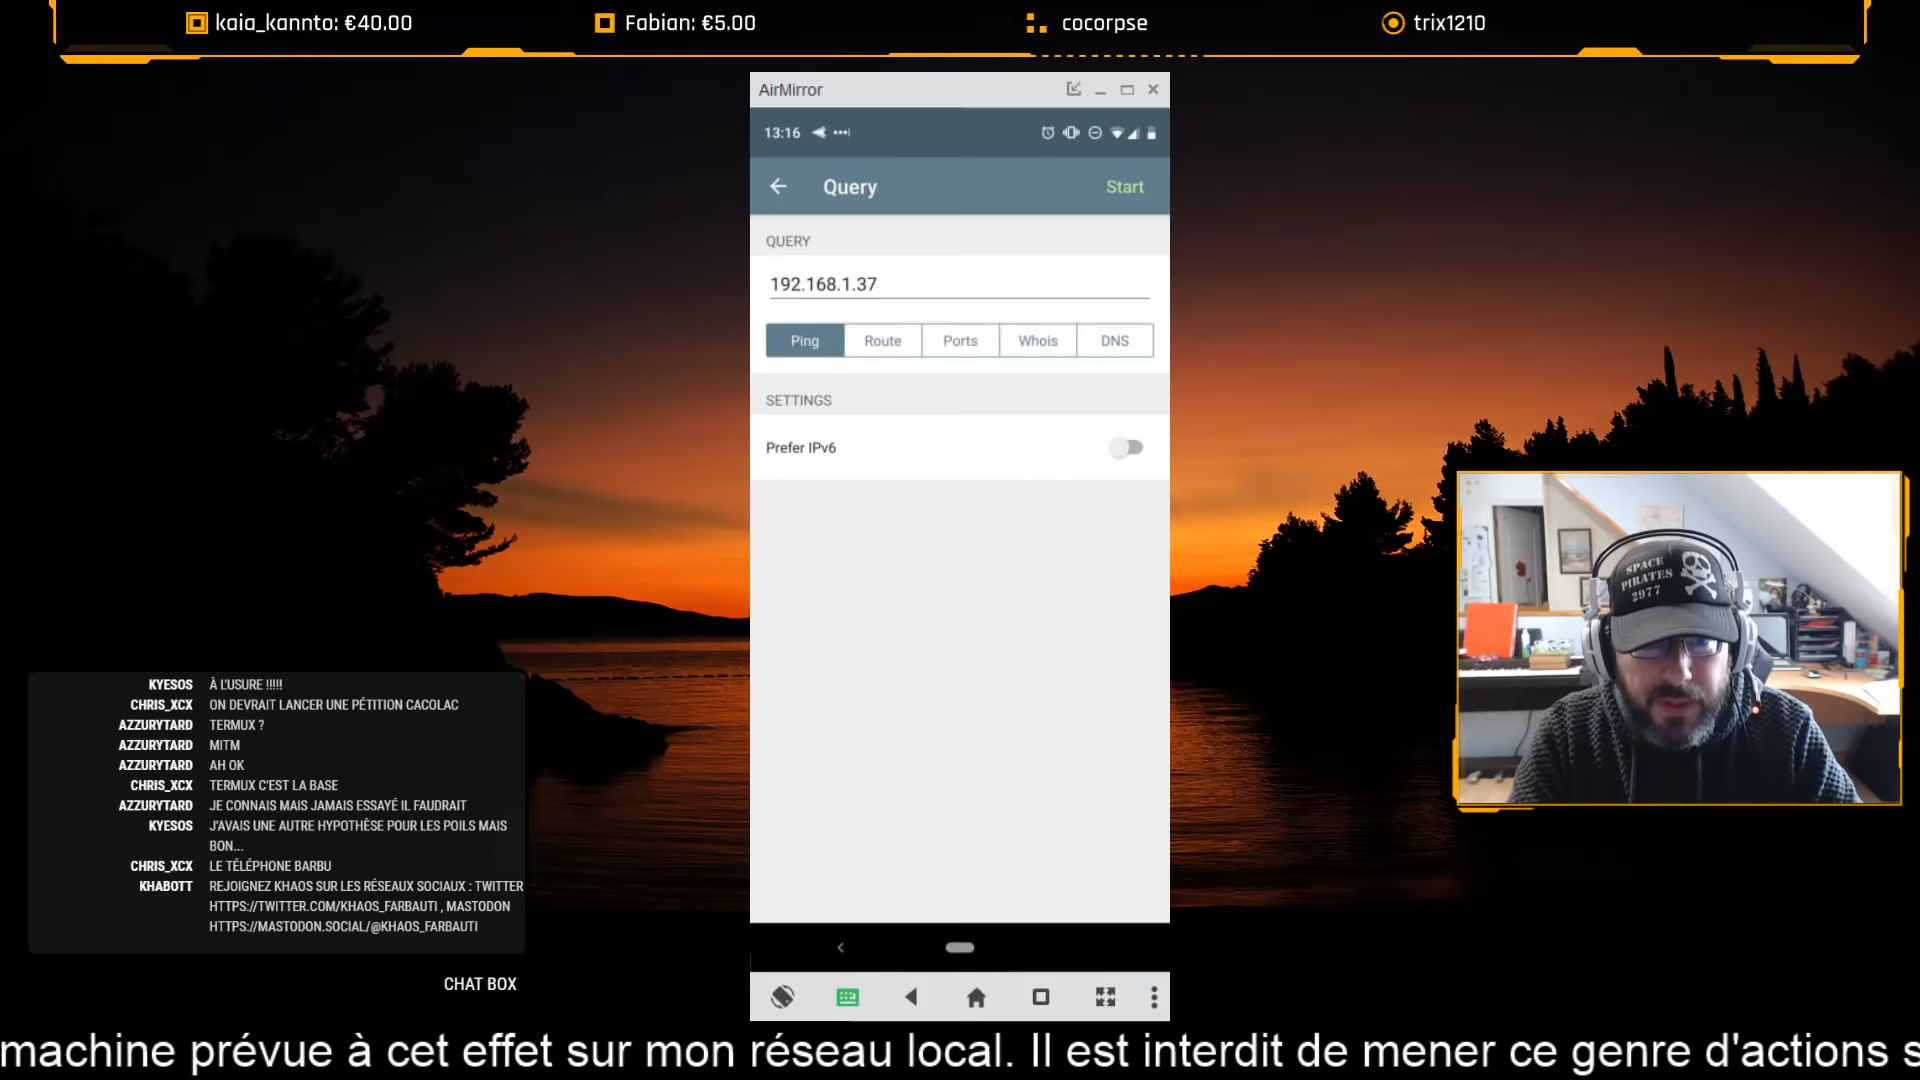 kaia_kannto: €40.00
Fabian: €5.00
cocorpse
trix1210
AirMirror
13:16
Query
Start
QUERY
192.168.1.37
Ping
Route
Ports
Whois
DNS
SETTINGS
Prefer IPv6
SPACE
PIRATES
2977
KYESOS À L'USURE !!!!!
CHRIS_XCX ON DEVRAIT LANCER UNE PÉTITION CACOLAC
AZZURYTARD TERMUX ?
AZZURYTARD MITM
AZZURYTARD AH OK
CHRIS_XCX TERMUX C'EST LA BASE
AZZURYTARD JE CONNAIS MAIS JAMAIS ESSAYÉ IL FAUDRAIT
KYESOS J'AVAIS UNE AUTRE HYPOTHÈSE POUR LES POILS MAIS
BON...
CHRIS_XCX LE TÉLÉPHONE BARBU
KHABOTT REJOIGNEZ KHAOS SUR LES RÉSEAUX SOCIAUX : TWITTER
HTTPS://TWITTER.COM/KHAOS_FARBAUTI , MASTODON
HTTPS://MASTODON.SOCIAL/@KHAOS_FARBAUTI
CHAT BOX
machine prévue à cet effet sur mon réseau local. Il est interdit de mener ce genre d'actions s